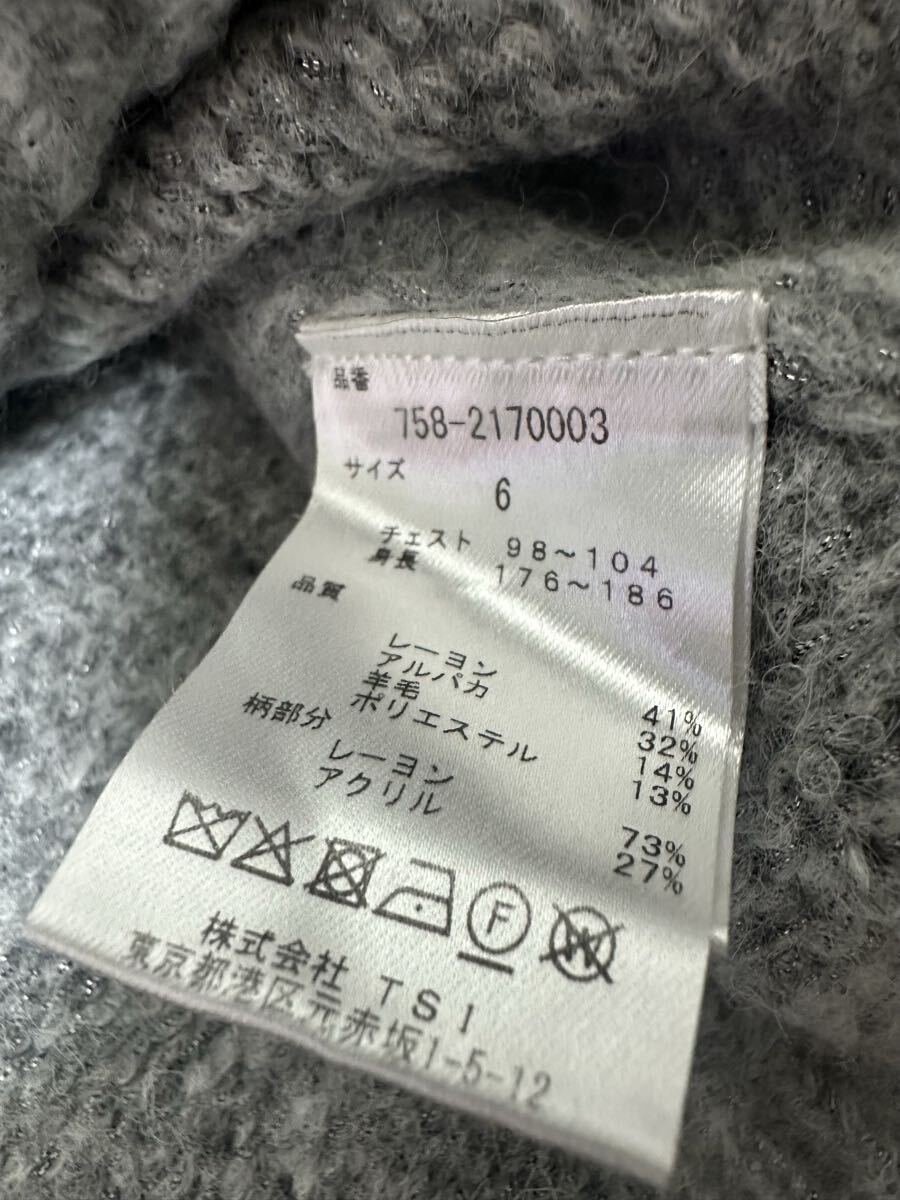 品番
758-2170003
サイズ
6
チェスト 98～104
身長 176～186
品質
レーヨン 41%
アルパカ 32%
羊毛 14%
ポリエステル 13%
柄部分
レーヨン 73%
アクリル 27%
F W
株式会社 TSI
東京都港区元赤坂1-5-12